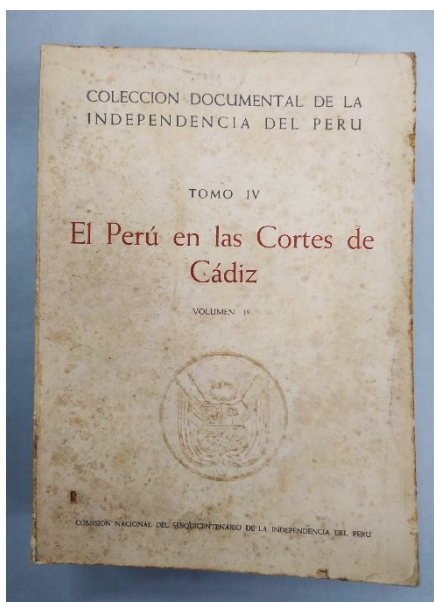 COLECCION DOCUMENTAL DE LA
INDEPENDENCIA DEL PERU
TOMO IV
El Perú en las Cortes de
Cádiz
VOLUMEN
COMISION NACIONAL DEL SESQUICENTENARIO DE LA INDEPENDENCIA DEL PERU